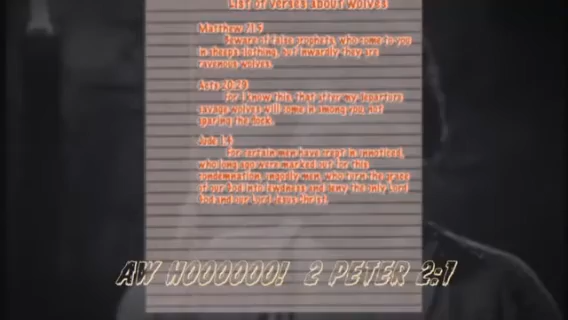 List of verses about wolves
Matthew 7:15
Beware of false prophets, who come to you
in sheeps clothing, but inwardly they are
ravenous wolves.
Acts 20:29
For I know this, that after my departure
savage wolves will come in among you, not
sparing the flock.
Jude 1:4
For certain men have crept in unnoticed,
who long ago were marked out for this
condemnation, ungodly men, who turn the grace
of our God into lewdness and deny the only Lord
God and our Lord Jesus Christ.
AW HOOOOOO! 2 PETER 2:1